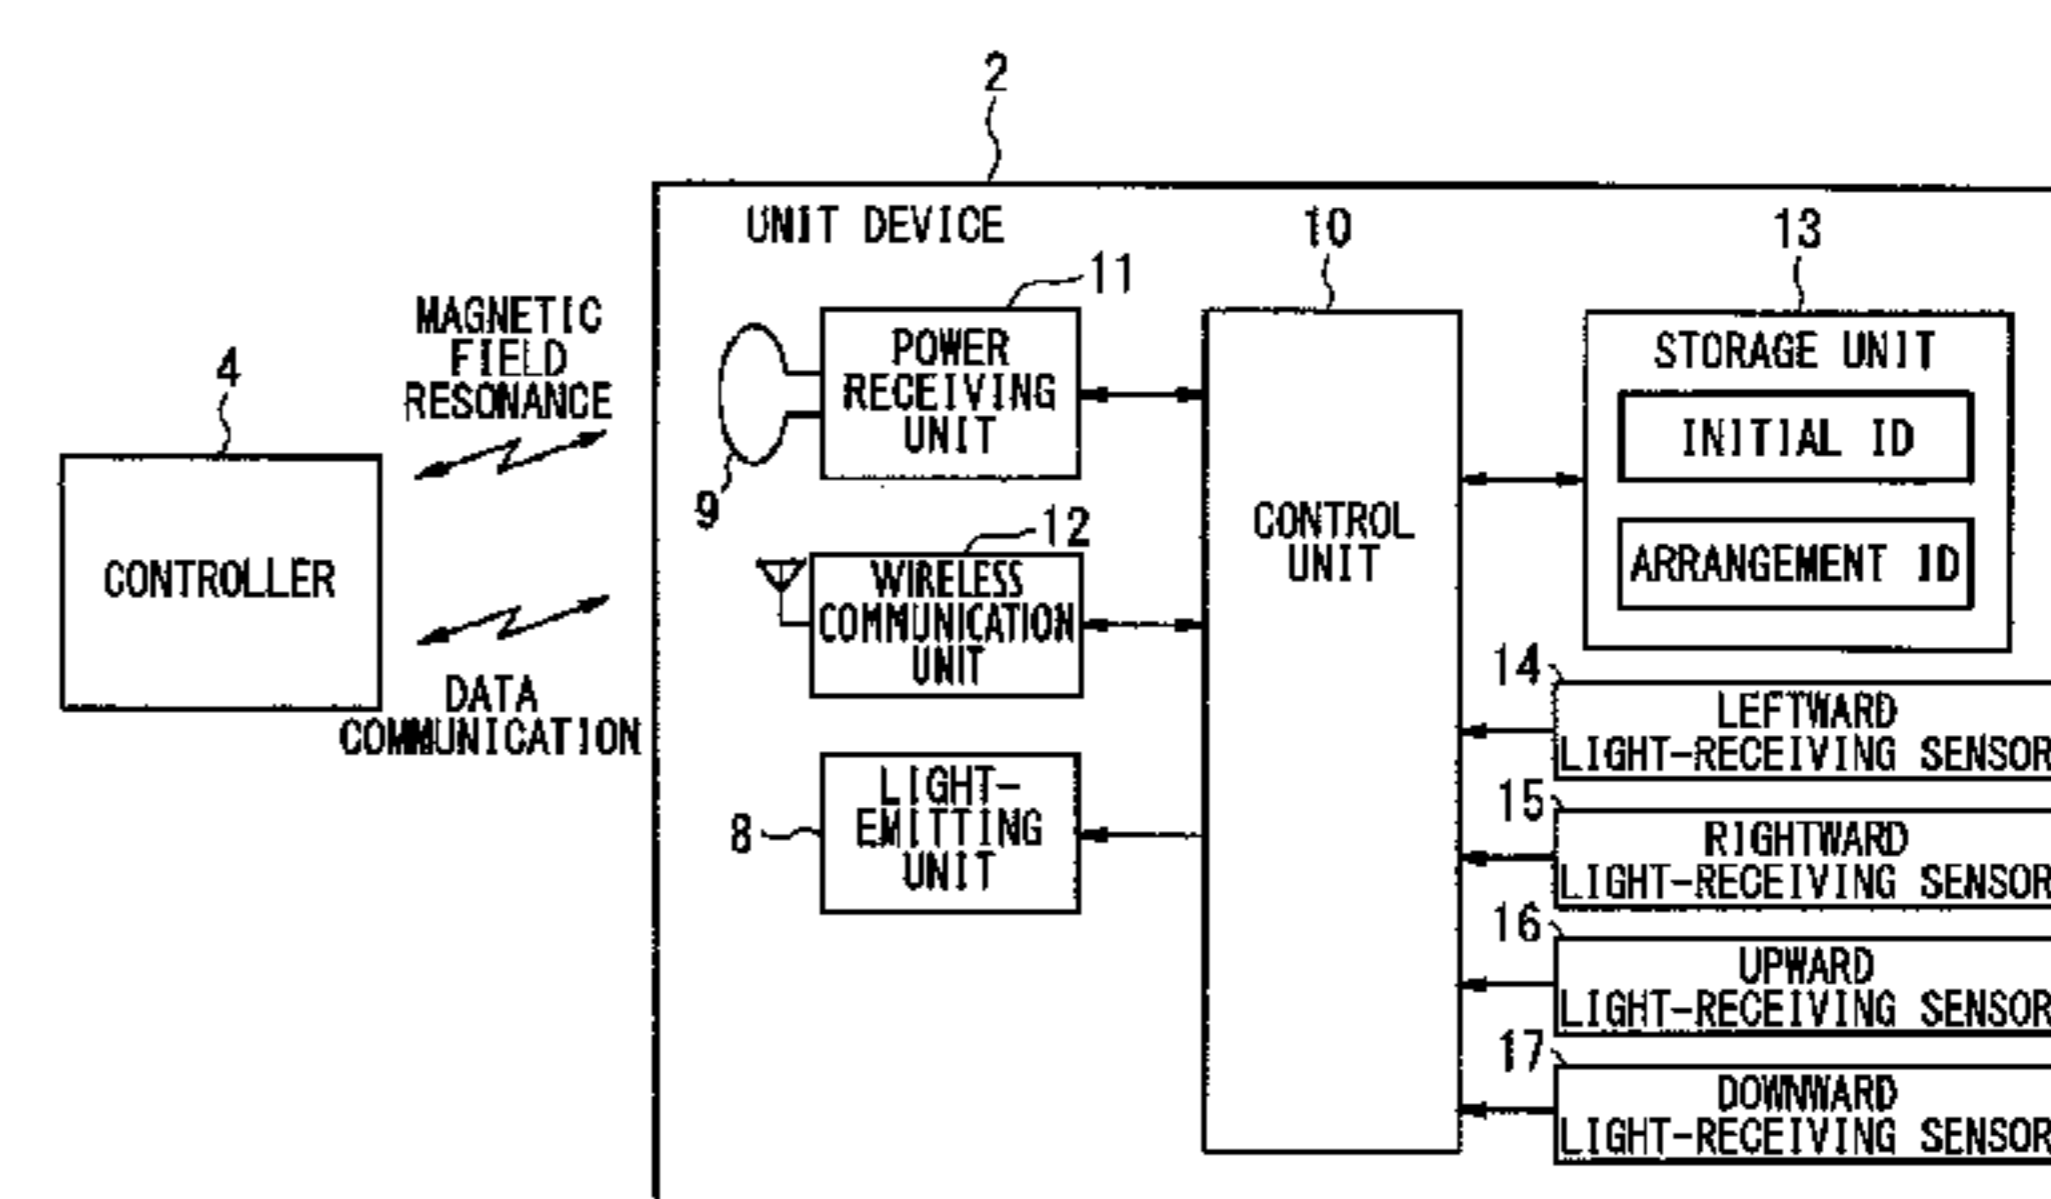 2
UNIT DEVICE
10
13
11
MAGNETIC
FIELD
RESONANCE
4
POWER
RECEIVING
UNIT
STORAGE UNIT
INITIAL ID
9
12
CONTROL
UNIT
ARRANGEMENT ID
CONTROLLER
WIRELESS
COMMUNICATION
UNIT
DATA
COMMUNICATION
14
LEFTWARD
LIGHT-RECEIVING SENSOR
8
LIGHT-
EMITTING
UNIT
15
RIGHTWARD
LIGHT-RECEIVING SENSOR
16
UPWARD
LIGHT-RECEIVING SENSOR
17
DOWNWARD
LIGHT-RECEIVING SENSOR